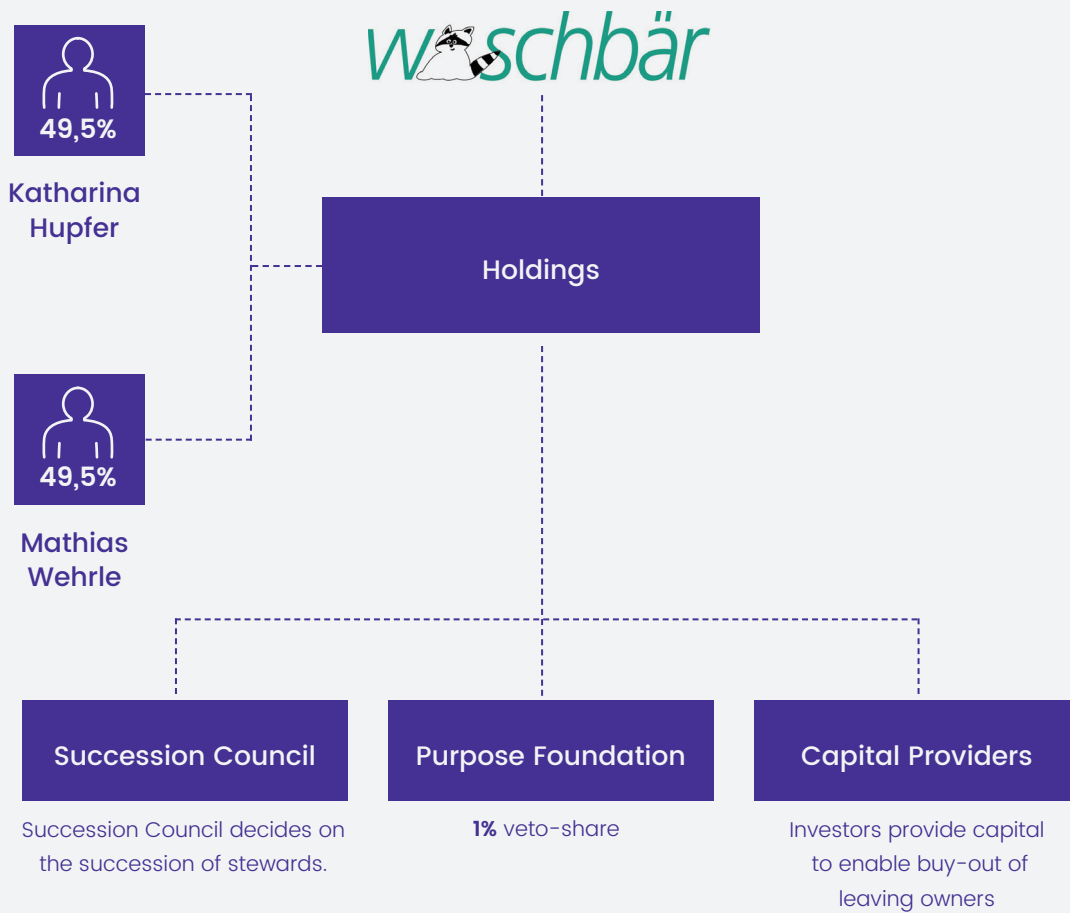 waschbär
49,5%
Katharina
Hupfer
Holdings
49,5%
Mathias
Wehrle
Succession Council
Succession Council decides on
the succession of stewards.
Purpose Foundation
1% veto-share
Capital Providers
Investors provide capital
to enable buy-out of
leaving owners